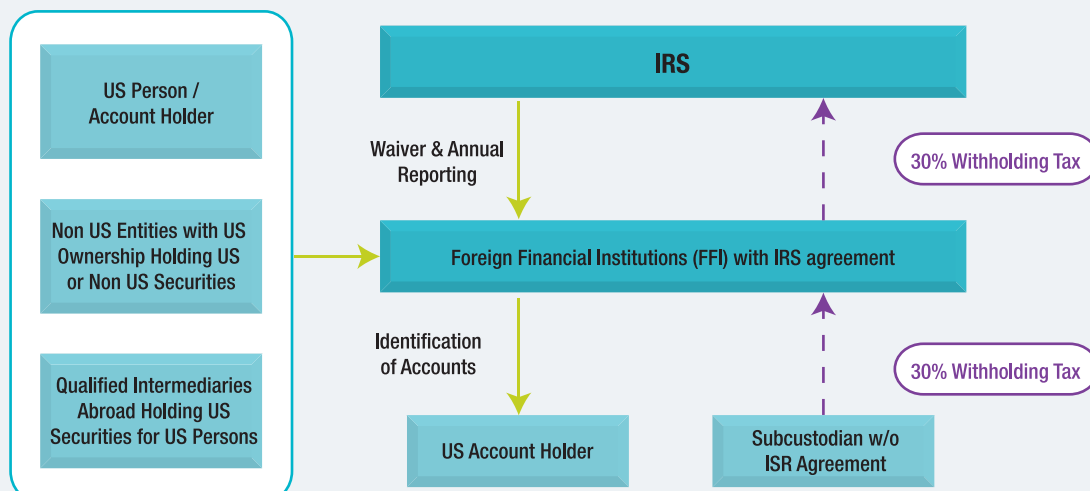 US Person /
Account Holder
Non US Entities with US
Ownership Holding US
or Non US Securities
Qualified Intermediaries
Abroad Holding US
Securities for US Persons
IRS
Waiver & Annual
Reporting
30% Withholding Tax
Foreign Financial Institutions (FFI) with IRS agreement
Identification
of Accounts
30% Withholding Tax
US Account Holder
Subcustodian w/o
ISR Agreement